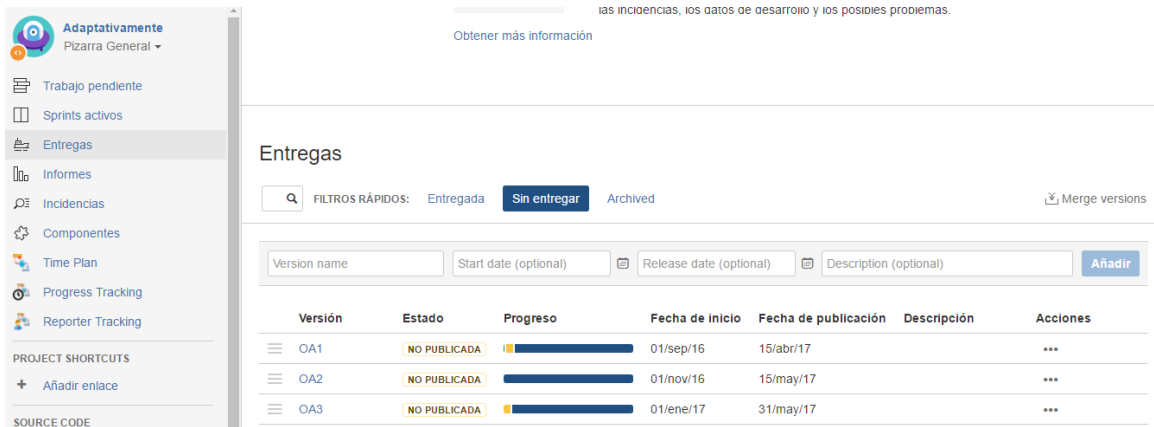 las incidencias, los datos de desarrollo y los posibles problemas.
Obtener más información
Adaptativamente
Pizarra General
Trabajo pendiente
Sprints activos
Entregas
Informes
Incidencias
Componentes
Time Plan
Progress Tracking
Reporter Tracking
PROJECT SHORTCUTS
+ Añadir enlace
SOURCE CODE
Entregas
FILTROS RÁPIDOS: Entregada Sin entregar Archived Merge versions
Version name Start date (optional) Release date (optional) Description (optional) Añadir
Versión Estado Progreso Fecha de inicio Fecha de publicación Descripción Acciones
OA1 NO PUBLICADA 01/sep/16 15/abr/17 •••
OA2 NO PUBLICADA 01/nov/16 15/may/17 •••
OA3 NO PUBLICADA 01/ene/17 31/may/17 •••